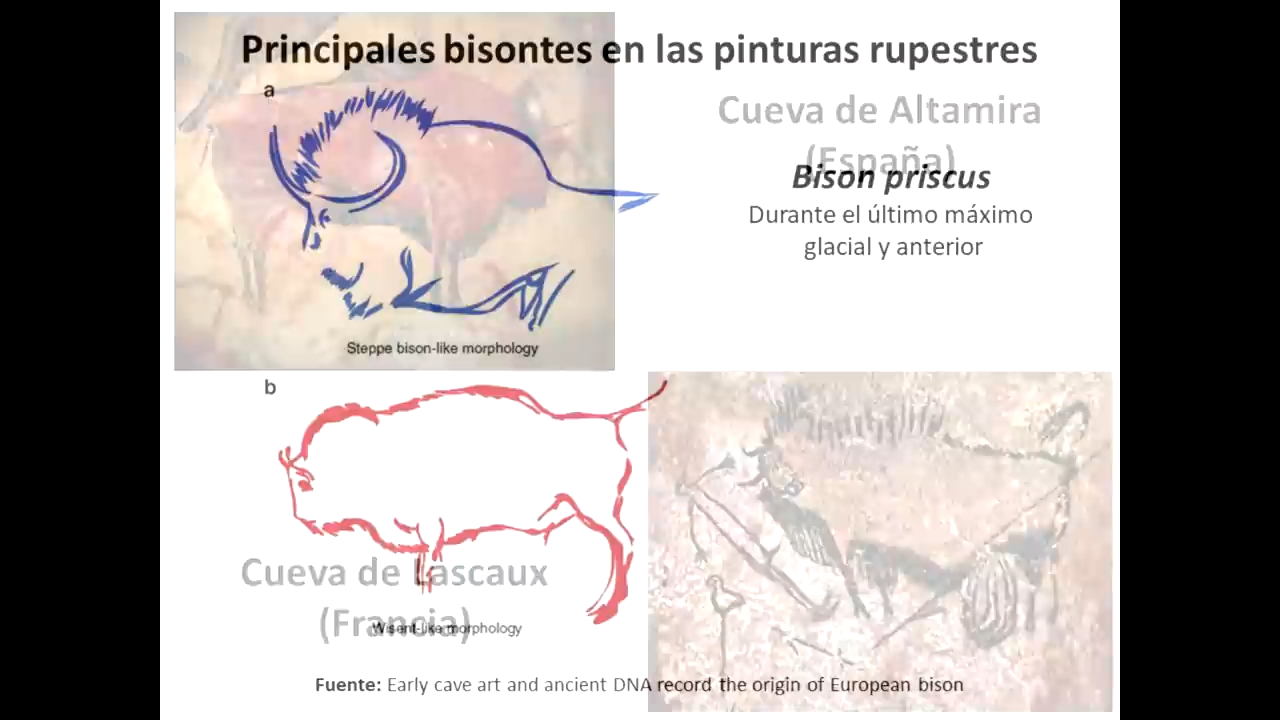 Principales bisontes en las pinturas rupestres
a
Cueva de Altamira
(España)
Bison priscus
Durante el último máximo
glacial y anterior
Steppe bison-like morphology
b
Cueva de Lascaux
(Francia)
Wisent-like morphology
Fuente: Early cave art and ancient DNA record the origin of European bison